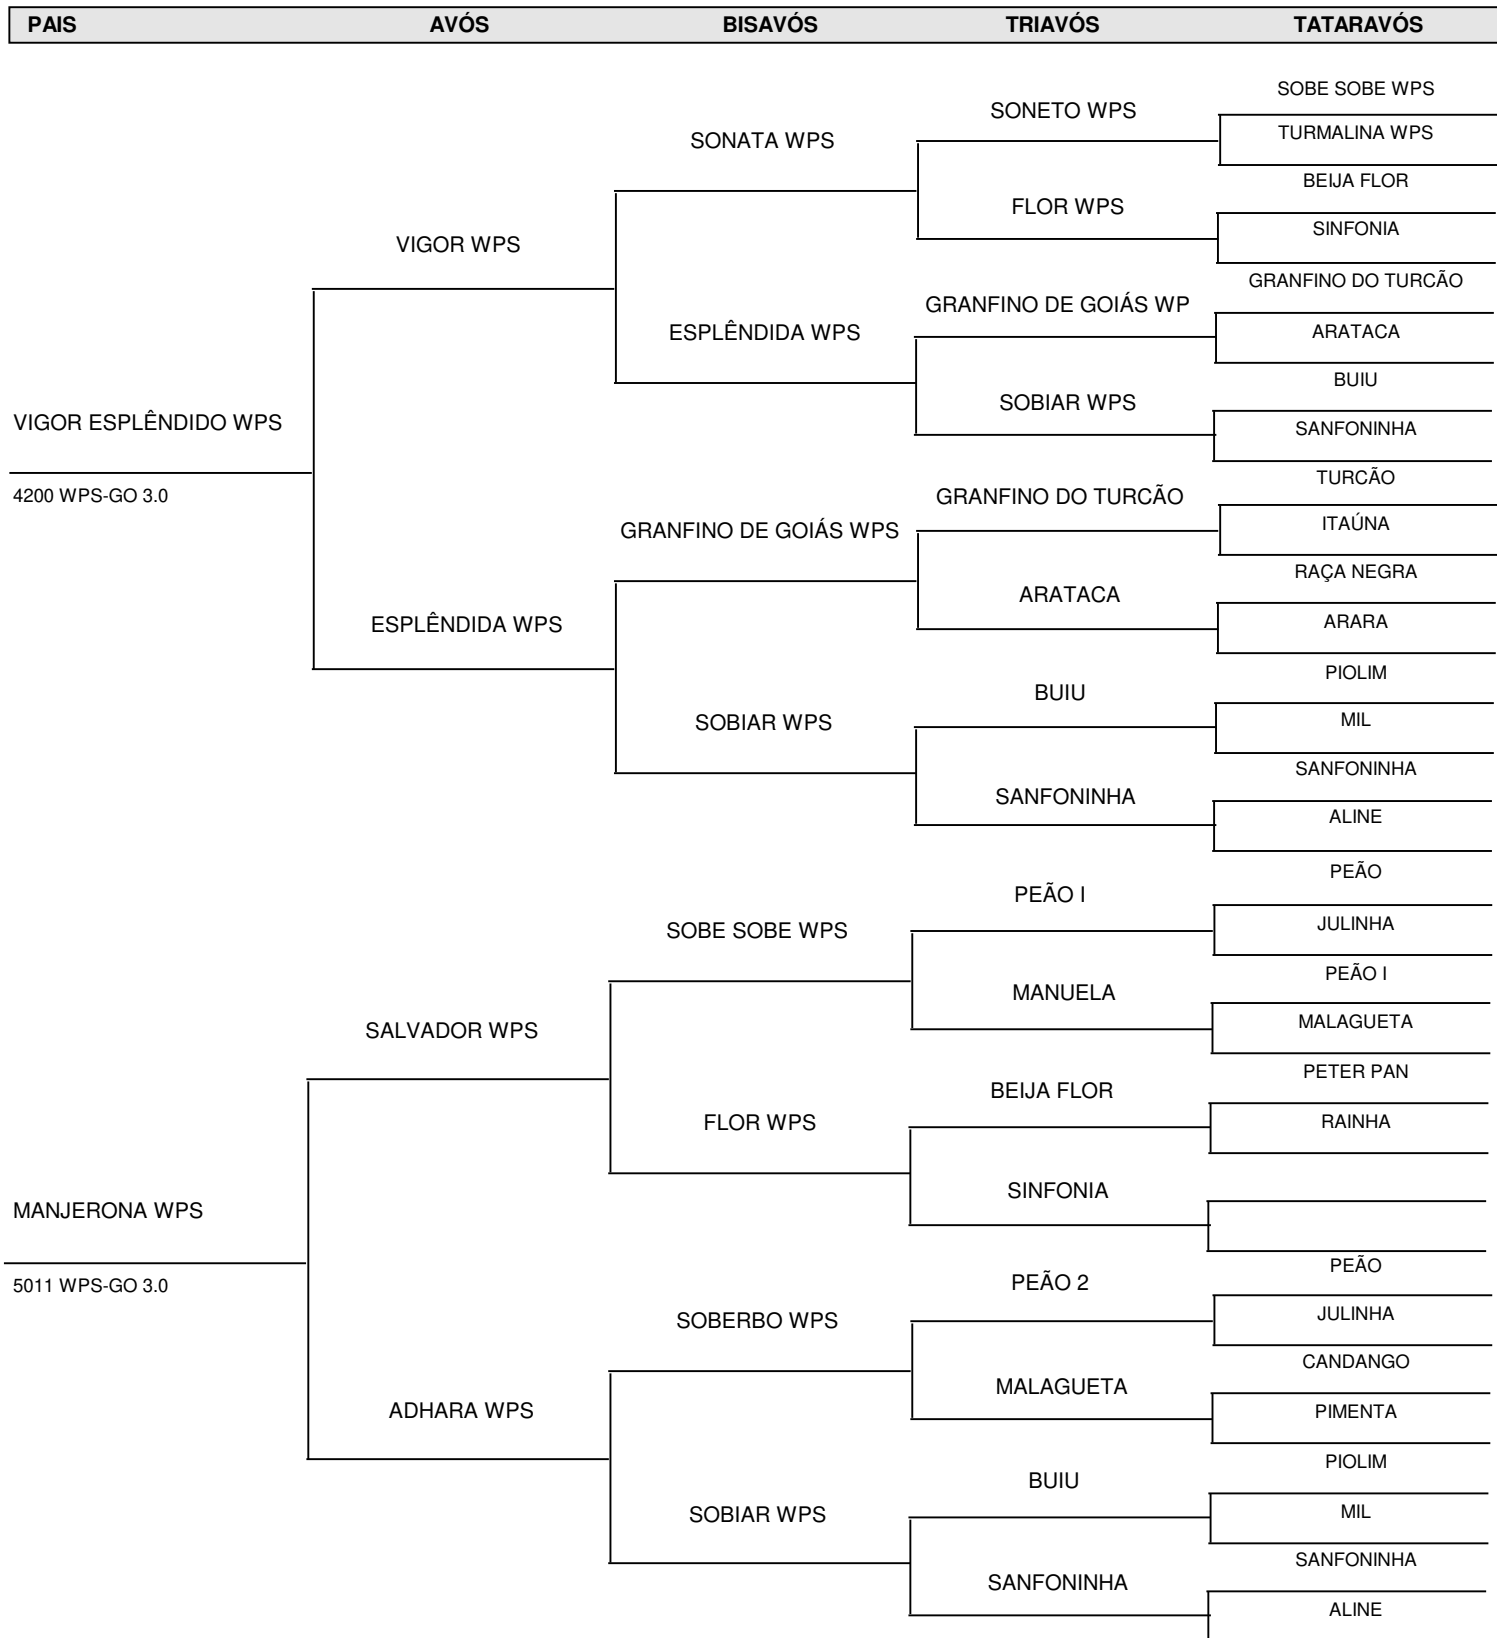 PAIS AVÓS BISAVÓS TRIAVÓS TATARAVÓS
SOBE SOBE WPS
SONETO WPS
TURMALINA WPS
SONATA WPS
BEIJA FLOR
FLOR WPS
SINFONIA
VIGOR WPS
GRANFINO DO TURCÃO
GRANFINO DE GOIÁS WP
ARATACA
ESPLÊNDIDA WPS
BUIU
SOBIAR WPS
SANFONINHA
VIGOR ESPLÊNDIDO WPS
4200 WPS-GO 3.0
TURCÃO
GRANFINO DO TURCÃO
ITAÚNA
GRANFINO DE GOIÁS WPS
RAÇA NEGRA
ARATACA
ARARA
ESPLÊNDIDA WPS
PIOLIM
BUIU
MIL
SOBIAR WPS
SANFONINHA
SANFONINHA
ALINE
PEÃO
PEÃO I
JULINHA
SOBE SOBE WPS
PEÃO I
MANUELA
MALAGUETA
SALVADOR WPS
PETER PAN
BEIJA FLOR
RAINHA
FLOR WPS
SINFONIA
MANJERONA WPS
5011 WPS-GO 3.0
PEÃO
PEÃO 2
JULINHA
SOBERBO WPS
CANDANGO
MALAGUETA
PIMENTA
ADHARA WPS
PIOLIM
BUIU
MIL
SOBIAR WPS
SANFONINHA
SANFONINHA
ALINE